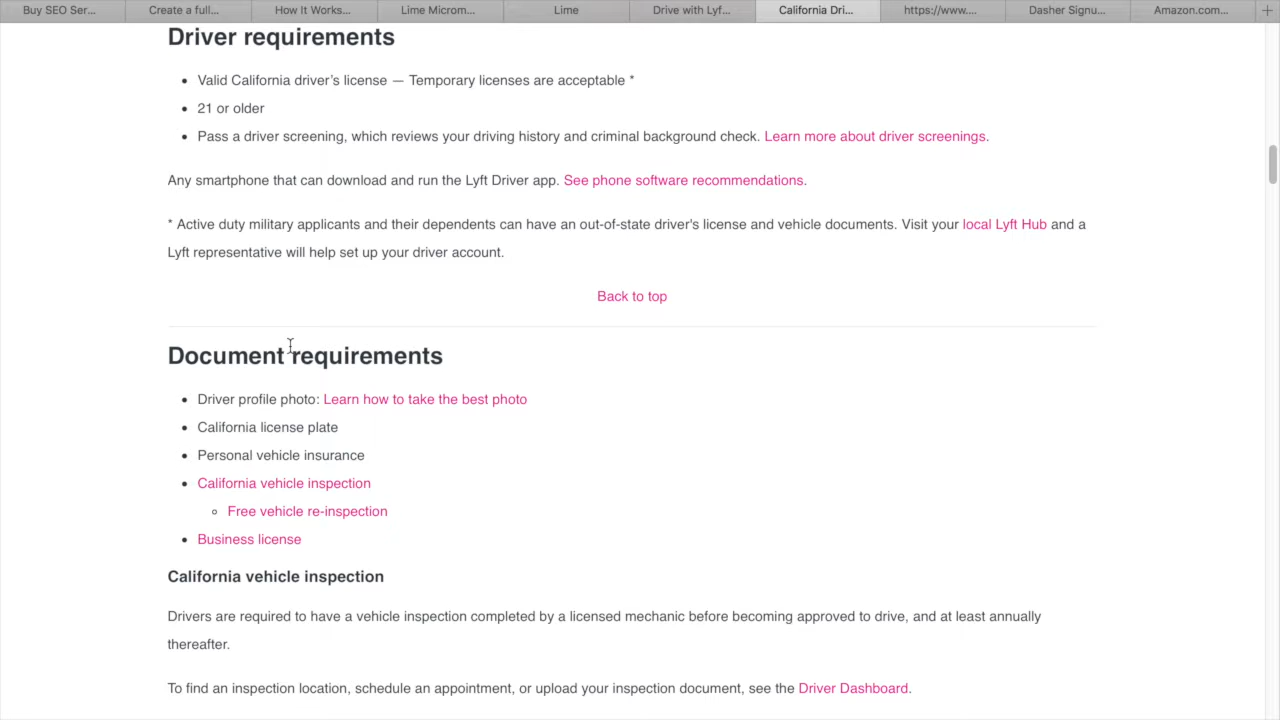 Buy SEO Ser... Create a full... How It Works... Lime Microm... Lime Drive with Lyf... California Dri... https://www.... Dasher Signu... Amazon.com...
Driver requirements
• Valid California driver's license — Temporary licenses are acceptable *
• 21 or older
• Pass a driver screening, which reviews your driving history and criminal background check. Learn more about driver screenings.
Any smartphone that can download and run the Lyft Driver app. See phone software recommendations.
* Active duty military applicants and their dependents can have an out-of-state driver's license and vehicle documents. Visit your local Lyft Hub and a
Lyft representative will help set up your driver account.
Back to top
Document requirements
• Driver profile photo: Learn how to take the best photo
• California license plate
• Personal vehicle insurance
• California vehicle inspection
◦ Free vehicle re-inspection
• Business license
California vehicle inspection
Drivers are required to have a vehicle inspection completed by a licensed mechanic before becoming approved to drive, and at least annually
thereafter.
To find an inspection location, schedule an appointment, or upload your inspection document, see the Driver Dashboard.